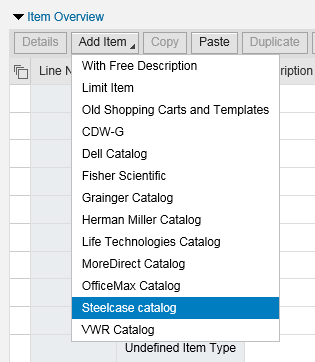 Item Overview
Details Add Item Copy Paste Duplicate
Line N ription
With Free Description
Limit Item
Old Shopping Carts and Templates
CDW-G
Dell Catalog
Fisher Scientific
Grainger Catalog
Herman Miller Catalog
Life Technologies Catalog
MoreDirect Catalog
OfficeMax Catalog
Steelcase catalog
VWR Catalog
Undefined Item Type